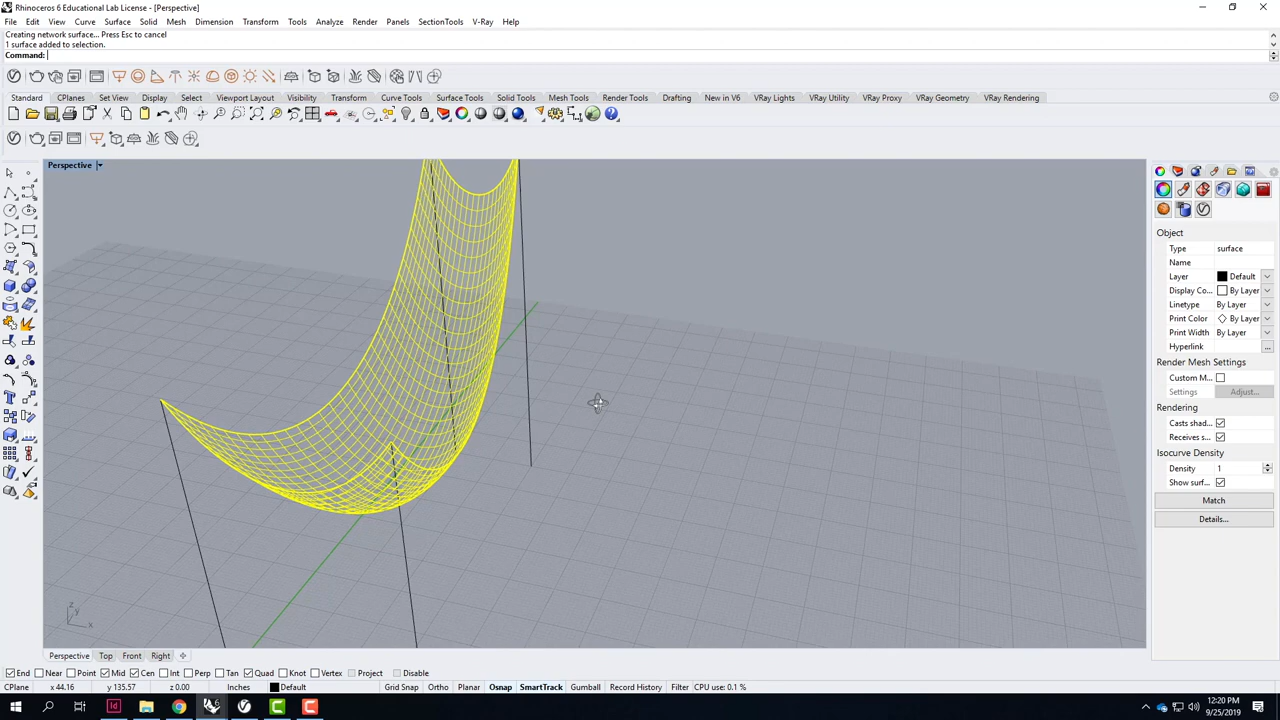 Rhinoceros 6 Educational Lab License - [Perspective]
File Edit View Curve Surface Solid Mesh Dimension Transform Tools Analyze Render Panels SectionTools V-Ray Help
Creating network surface... Press Esc to cancel
1 surface added to selection.
Command:
Standard CPlanes Set View Display Select Viewport Layout Visibility Transform Curve Tools Surface Tools Solid Tools Mesh Tools Render Tools Drafting New in V6 VRay Lights VRay Utility VRay Proxy VRay Geometry VRay Rendering
Perspective
Object
Type surface
Name
Layer Default
Display Co... By Layer
Linetype By Layer
Print Color By Layer
Print Width By Layer
Hyperlink ...
Render Mesh Settings
Custom M...
Settings Adjust...
Rendering
Casts shad...
Receives s...
Isocurve Density
Density 1
Show surf...
Match
Details...
z
y
x
Perspective Top Front Right
End Near Point Mid Cen Int Perp Tan Quad Knot Vertex Project Disable
CPlane x 44.16 y 135.57 z 0.00 Inches Default Grid Snap Ortho Planar Osnap SmartTrack Gumball Record History Filter CPU use: 0.1 %
12:20 PM
9/25/2019